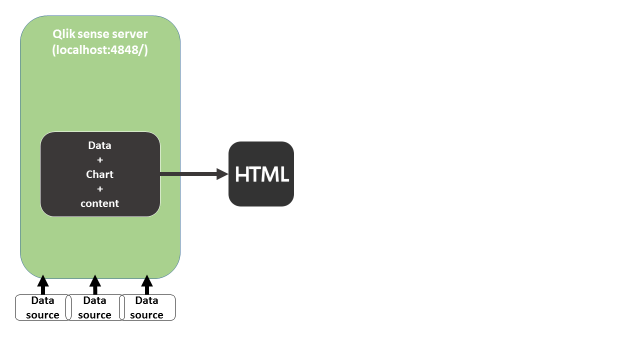 Qlik sense server
(localhost:4848/)
Data
+
Chart
+
content
HTML
Data
source
Data
source
Data
source